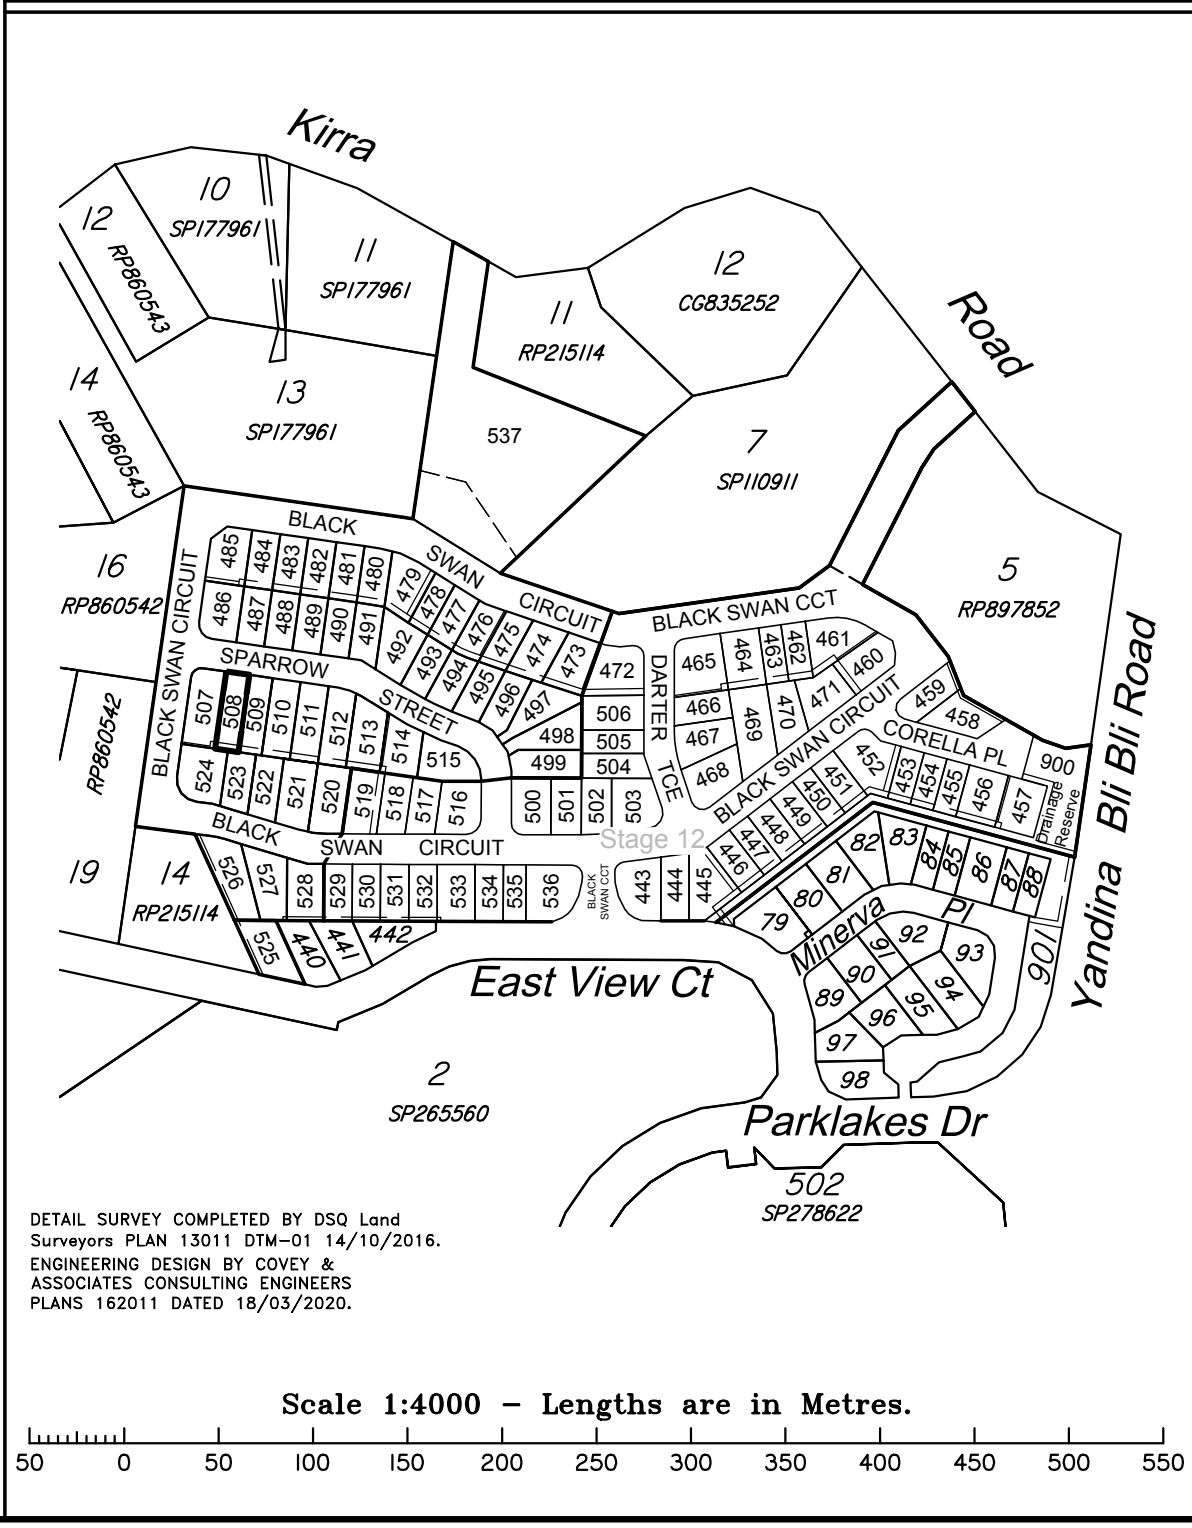 Kirra
Road
10
SP177961
12
RP860543
11
SP177961
12
CG835252
11
RP215114
14
RP860543
13
SP177961
537
7
SP110911
5
RP897852
16
RP860542
RP860542
19
14
RP215114
BLACK
SWAN
CIRCUIT
BLACK SWAN CCT
BLACK SWAN CIRCUIT
485
484
483
482
481
480
479
478
477
476
475
474
473
472
486
487
488
489
490
491
492
493
494
495
496
497
498
499
SPARROW
STREET
507
508
509
510
511
512
513
514
515
524
523
522
521
520
519
518
517
516
500
501
502
503
504
505
506
DARTER
TCE
465
464
463
462
461
460
466
467
468
469
470
471
459
458
BLACK SWAN CIRCUIT
CORELLA PL
446
447
448
449
450
451
452
453
454
455
456
457
900
Drainage
Reserve
BLACK
SWAN
CIRCUIT
Stage 12
526
527
528
529
530
531
532
533
534
535
536
BLACK
SWAN CCT
443
444
445
525
440
441
442
79
80
81
82
83
84
85
86
87
88
Minerva
Pl
89
90
91
92
93
94
95
96
97
98
901
Yandina Bli Bli Road
East View Ct
2
SP265560
Parklakes Dr
502
SP278622
DETAIL SURVEY COMPLETED BY DSQ Land
Surveyors PLAN 13011 DTM-01 14/10/2016.
ENGINEERING DESIGN BY COVEY &
ASSOCIATES CONSULTING ENGINEERS
PLANS 162011 DATED 18/03/2020.
Scale 1:4000 - Lengths are in Metres.
50 0 50 100 150 200 250 300 350 400 450 500 550